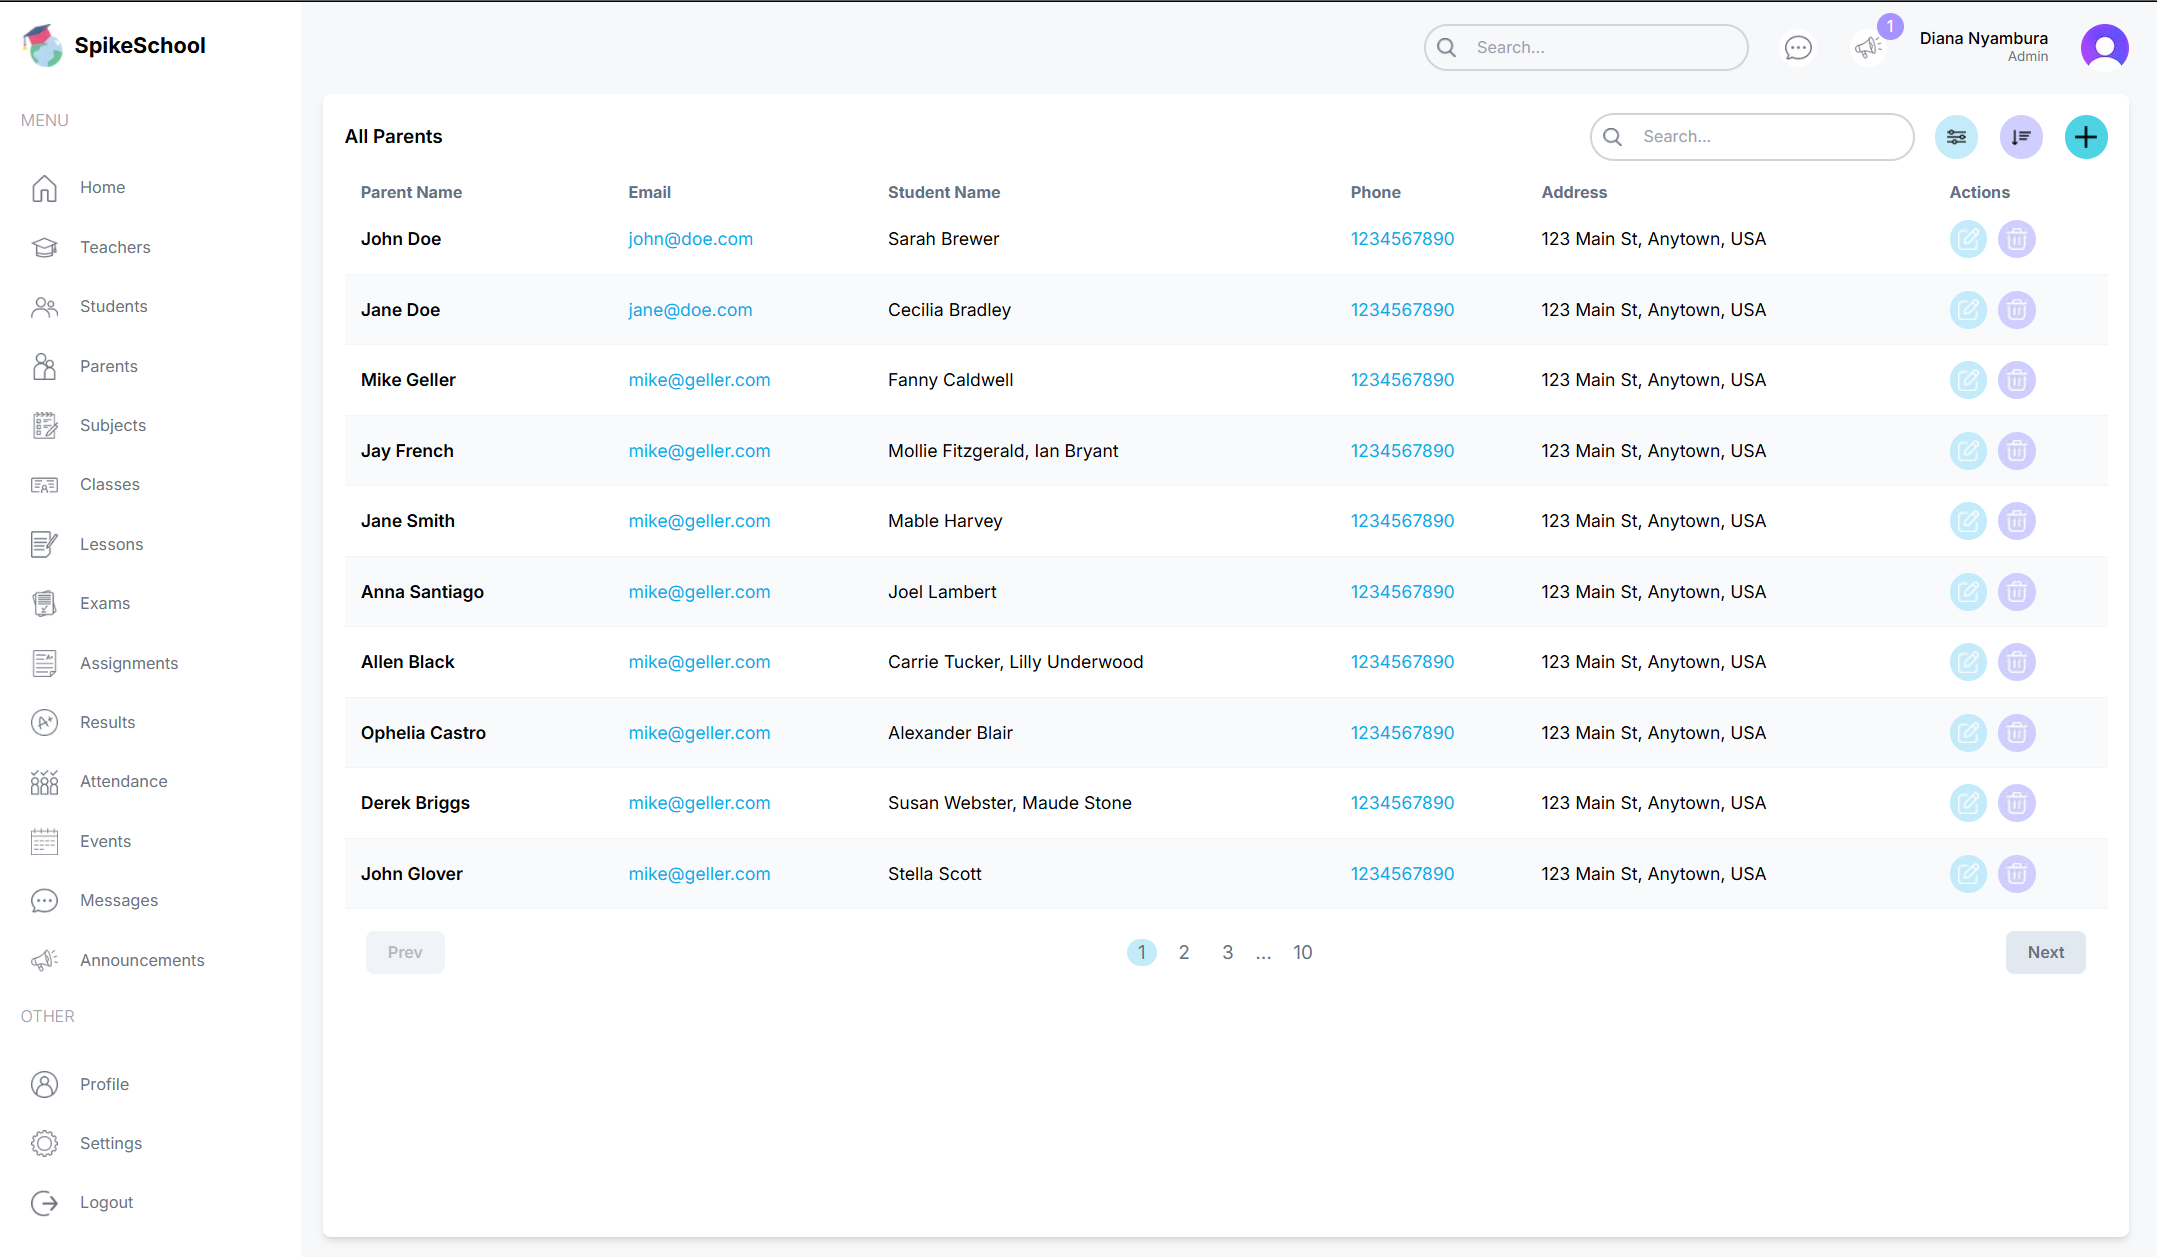 SpikeSchool
Search...
1
Diana Nyambura
Admin
MENU
Home
Teachers
Students
Parents
Subjects
Classes
Lessons
Exams
Assignments
Results
Attendance
Events
Messages
Announcements
OTHER
Profile
Settings
Logout
All Parents
Search...
Parent Name Email Student Name Phone Address Actions
John Doe john@doe.com Sarah Brewer 1234567890 123 Main St, Anytown, USA
Jane Doe jane@doe.com Cecilia Bradley 1234567890 123 Main St, Anytown, USA
Mike Geller mike@geller.com Fanny Caldwell 1234567890 123 Main St, Anytown, USA
Jay French mike@geller.com Mollie Fitzgerald, Ian Bryant 1234567890 123 Main St, Anytown, USA
Jane Smith mike@geller.com Mable Harvey 1234567890 123 Main St, Anytown, USA
Anna Santiago mike@geller.com Joel Lambert 1234567890 123 Main St, Anytown, USA
Allen Black mike@geller.com Carrie Tucker, Lilly Underwood 1234567890 123 Main St, Anytown, USA
Ophelia Castro mike@geller.com Alexander Blair 1234567890 123 Main St, Anytown, USA
Derek Briggs mike@geller.com Susan Webster, Maude Stone 1234567890 123 Main St, Anytown, USA
John Glover mike@geller.com Stella Scott 1234567890 123 Main St, Anytown, USA
Prev 1 2 3 ... 10 Next